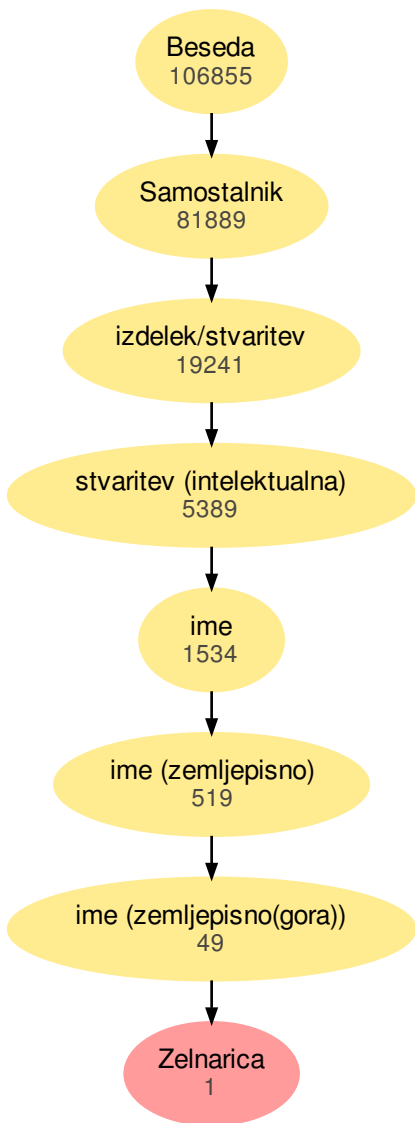 Beseda
106855
Samostalnik
81889
izdelek/stvaritev
19241
stvaritev (intelektualna)
5389
ime
1534
ime (zemljepisno)
519
ime (zemljepisno(gora))
49
Zelnarica
1